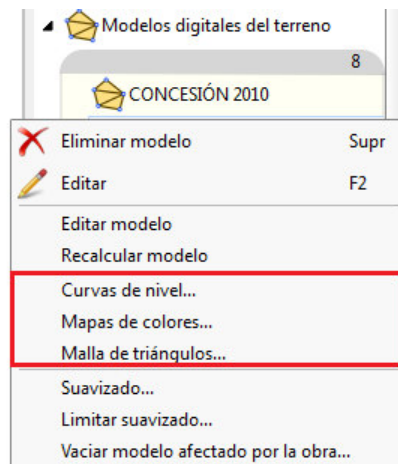 Modelos digitales del terreno
8
CONCESIÓN 2010
Eliminar modelo Supr
Editar F2
Editar modelo
Recalcular modelo
Curvas de nivel...
Mapas de colores...
Malla de triángulos...
Suavizado...
Limitar suavizado...
Vaciar modelo afectado por la obra...